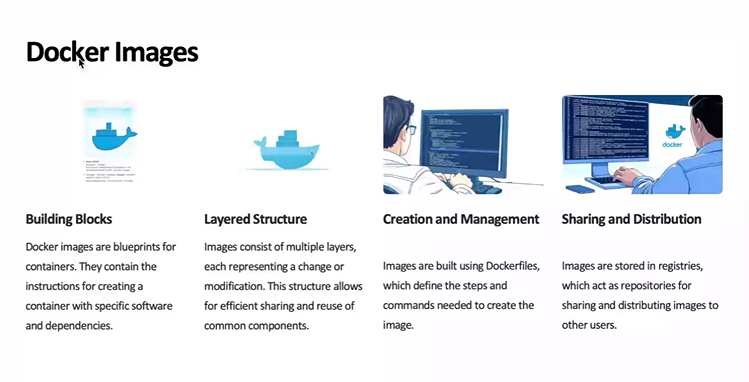 Docker Images
Building Blocks
Docker images are blueprints for
containers. They contain the
instructions for creating a
container with specific software
and dependencies.
Layered Structure
Images consist of multiple layers,
each representing a change or
modification. This structure allows
for efficient sharing and reuse of
common components.
Creation and Management
Images are built using Dockerfiles,
which define the steps and
commands needed to create the
image.
docker
Sharing and Distribution
Images are stored in registries,
which act as repositories for
sharing and distributing images to
other users.